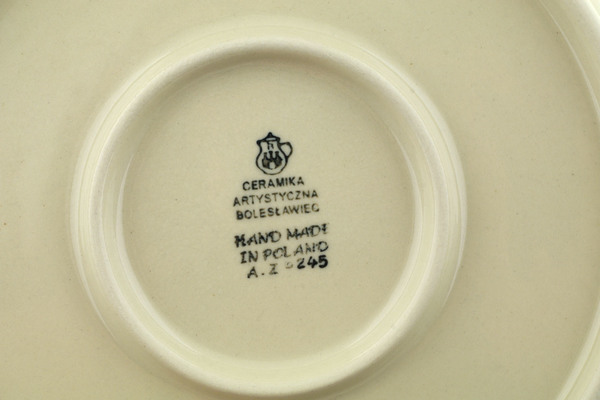 CERAMIKA
ARTYSTYCZNA
BOLESŁAWIEC
HAND MADE
IN POLAND
A. Z 245